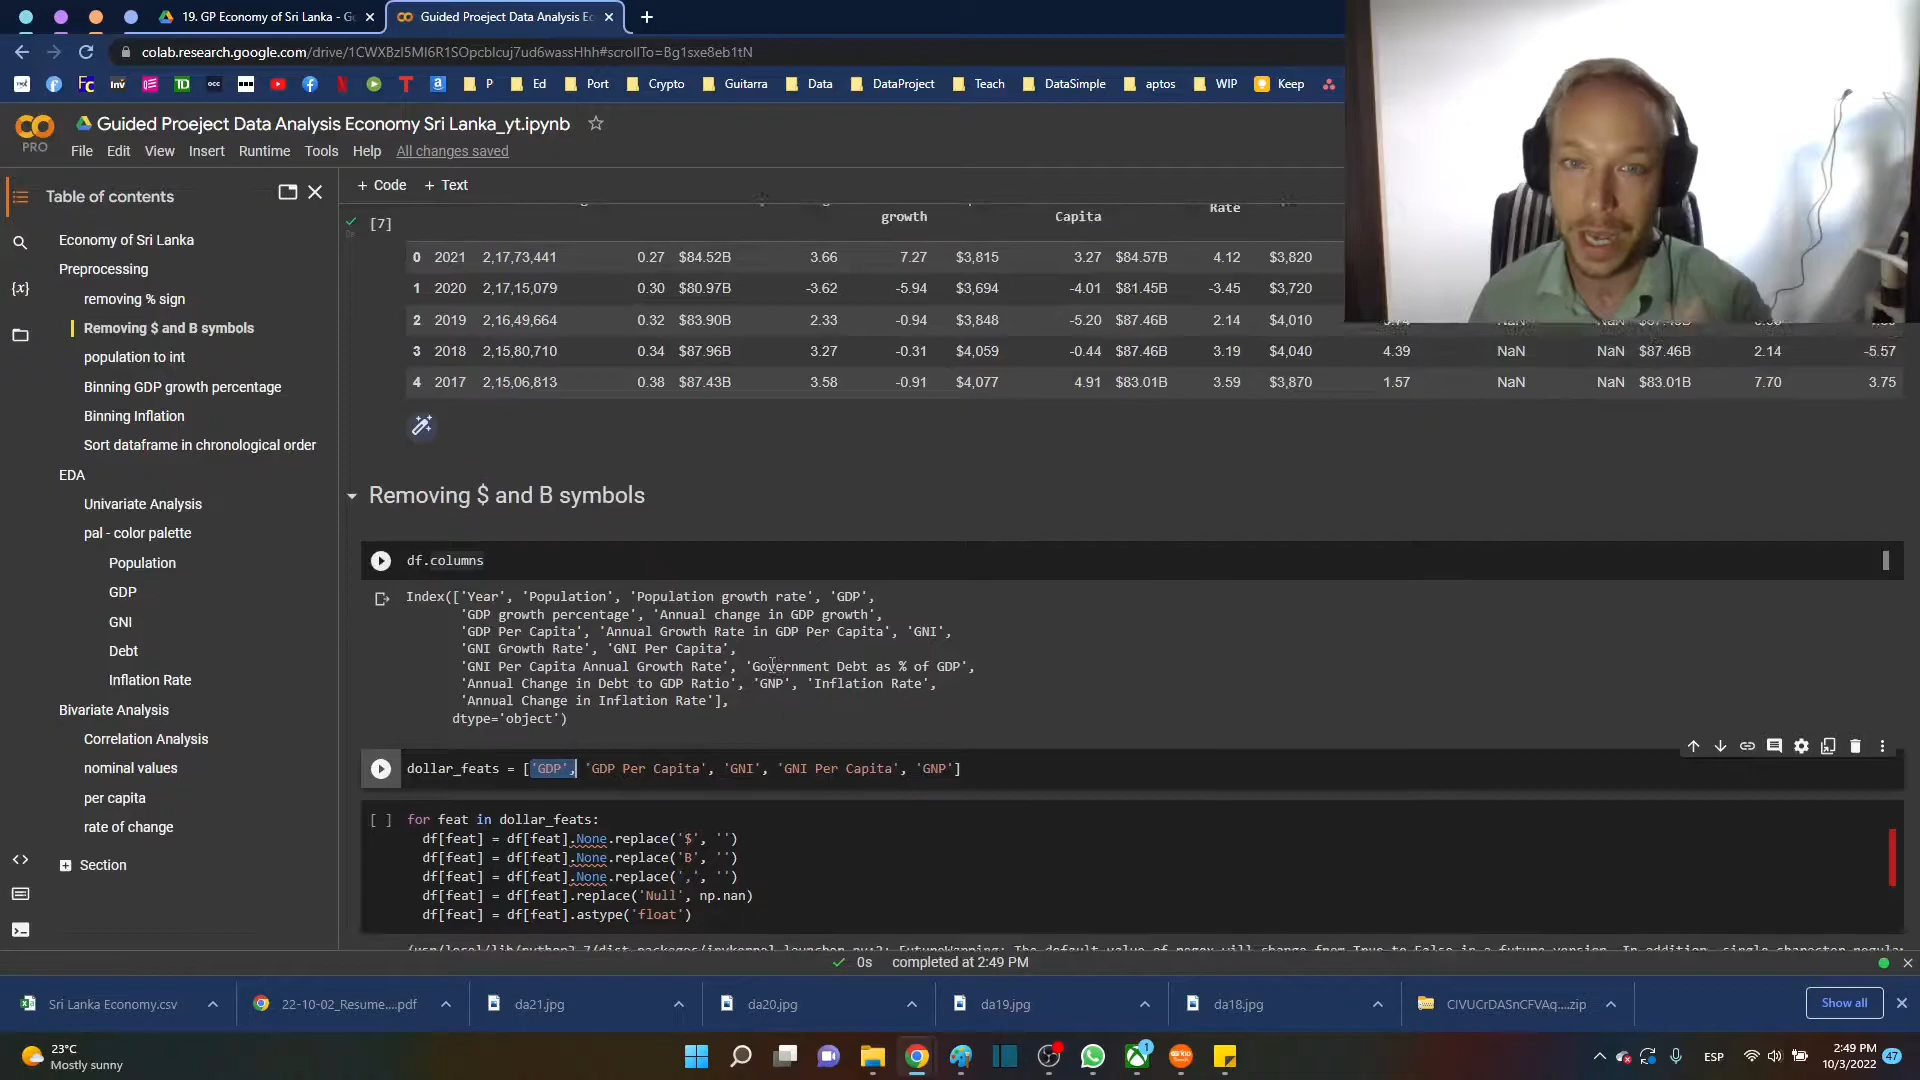 19. GP Economy of Sri Lanka - Go
Guided Proeject Data Analysis Ec
colab.research.google.com/drive/1CWXBzI5MI6R1SOpcbIcuj7ud6wassHhh#scrollTo=Bg1sxe8eb1tN
inv TD OCC P Ed Port Crypto Guitarra Data DataProject Teach DataSimple aptos WIP Keep
Guided Proeject Data Analysis Economy Sri Lanka_yt.ipynb
PRO
File Edit View Insert Runtime Tools Help All changes saved
Table of contents
+ Code + Text
Economy of Sri Lanka
Preprocessing
removing % sign
Removing $ and B symbols
population to int
Binning GDP growth percentage
Binning Inflation
Sort dataframe in chronological order
EDA
Univariate Analysis
pal - color palette
Population
GDP
GNI
Debt
Inflation Rate
Bivariate Analysis
Correlation Analysis
nominal values
per capita
rate of change
Section
[7]
growth Capita Rate
0 2021 2,17,73,441 0.27 $84.52B 3.66 7.27 $3,815 3.27 $84.57B 4.12 $3,820
1 2020 2,17,15,079 0.30 $80.97B -3.62 -5.94 $3,694 -4.01 $81.45B -3.45 $3,720
2 2019 2,16,49,664 0.32 $83.90B 2.33 -0.94 $3,848 -5.20 $87.46B 2.14 $4,010
3 2018 2,15,80,710 0.34 $87.96B 3.27 -0.31 $4,059 -0.44 $87.46B 3.19 $4,040 4.39 NaN NaN $87.46B 2.14 -5.57
4 2017 2,15,06,813 0.38 $87.43B 3.58 -0.91 $4,077 4.91 $83.01B 3.59 $3,870 1.57 NaN NaN $83.01B 7.70 3.75
Removing $ and B symbols
df.columns
Index(['Year', 'Population', 'Population growth rate', 'GDP',
'GDP growth percentage', 'Annual change in GDP growth',
'GDP Per Capita', 'Annual Growth Rate in GDP Per Capita', 'GNI',
'GNI Growth Rate', 'GNI Per Capita',
'GNI Per Capita Annual Growth Rate', 'Government Debt as % of GDP',
'Annual Change in Debt to GDP Ratio', 'GNP', 'Inflation Rate',
'Annual Change in Inflation Rate'],
dtype='object')
dollar_feats = ['GDP', 'GDP Per Capita', 'GNI', 'GNI Per Capita', 'GNP']
[ ] for feat in dollar_feats:
df[feat] = df[feat].None.replace('$', '')
df[feat] = df[feat].None.replace('B', '')
df[feat] = df[feat].None.replace(',', '')
df[feat] = df[feat].replace('Null', np.nan)
df[feat] = df[feat].astype('float')
0s completed at 2:49 PM
Sri Lanka Economy.csv 22-10-02_Resume....pdf da21.jpg da20.jpg da19.jpg da18.jpg CIVUCrDASnCFVAq....zip Show all
23°C
Mostly sunny
1
ESP
2:49 PM
10/3/2022
47